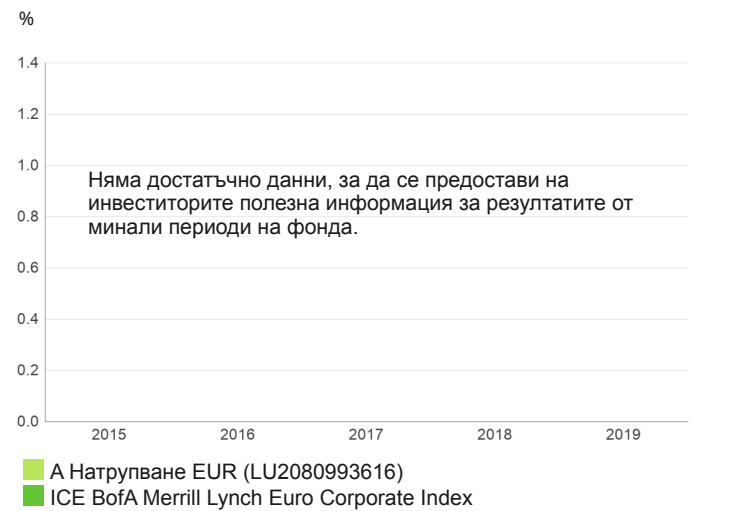 %
1.4
1.2
1.0
Няма достатъчно данни, за да се предостави на
инвеститорите полезна информация за резултатите от
минали периоди на фонда.
0.8
0.6
0.4
0.2
0.0
2015 2016 2017 2018 2019
А Натрупване EUR (LU2080993616)
ICE BofA Merrill Lynch Euro Corporate Index